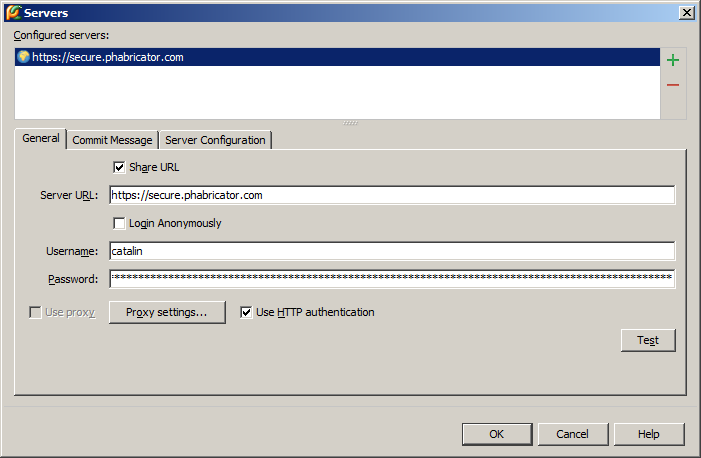 Servers
Configured servers:
https://secure.phabricator.com
General Commit Message Server Configuration
Share URL
Server URL: https://secure.phabricator.com
Login Anonymously
Username: catalin
Password: ******************************************************************************************
Use proxy Proxy settings... Use HTTP authentication
Test
OK Cancel Help